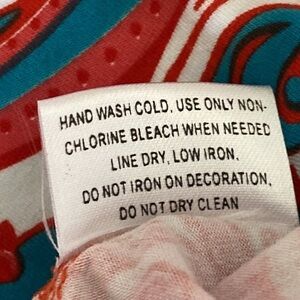 HAND WASH COLD, USE ONLY NON-
CHLORINE BLEACH WHEN NEEDED
LINE DRY, LOW IRON,
DO NOT IRON ON DECORATION,
DO NOT DRY CLEAN